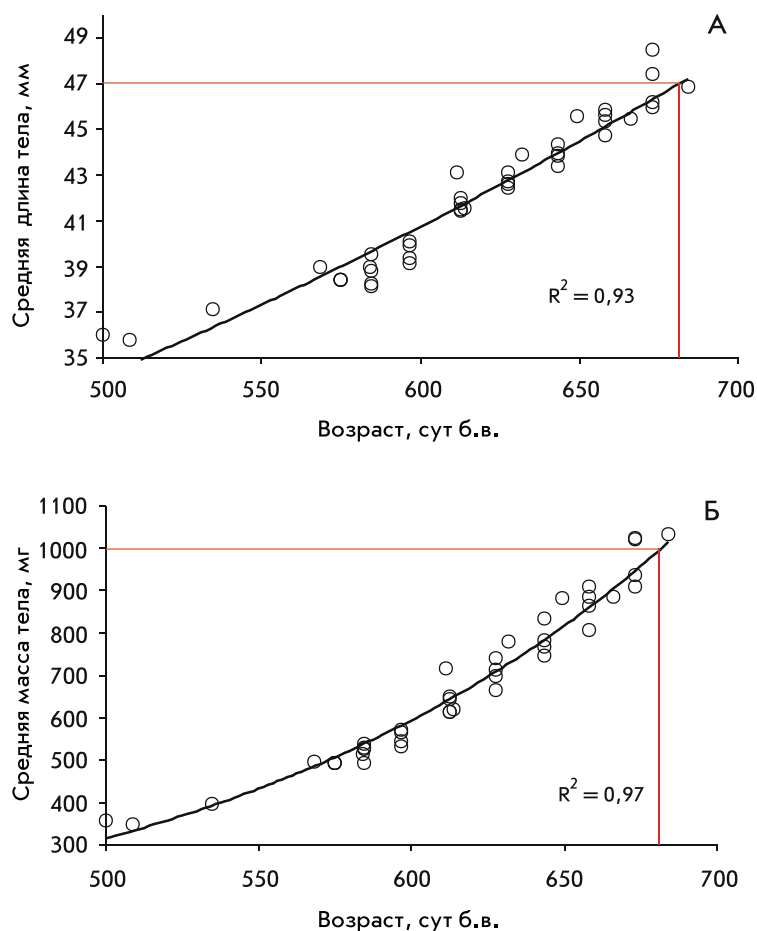 А
49
47
45
43
41
39
37
35
Средняя длина тела, мм
R² = 0,93
500 550 600 650 700
Возраст, сут б.в.
Б
1100
1000
900
800
700
600
500
400
300
Средняя масса тела, мг
R² = 0,97
500 550 600 650 700
Возраст, сут б.в.